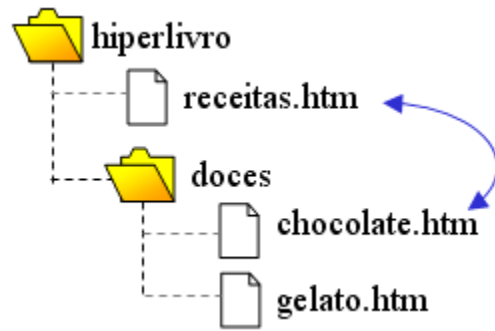 hiperlivro
receitas.htm
doces
chocolate.htm
gelato.htm